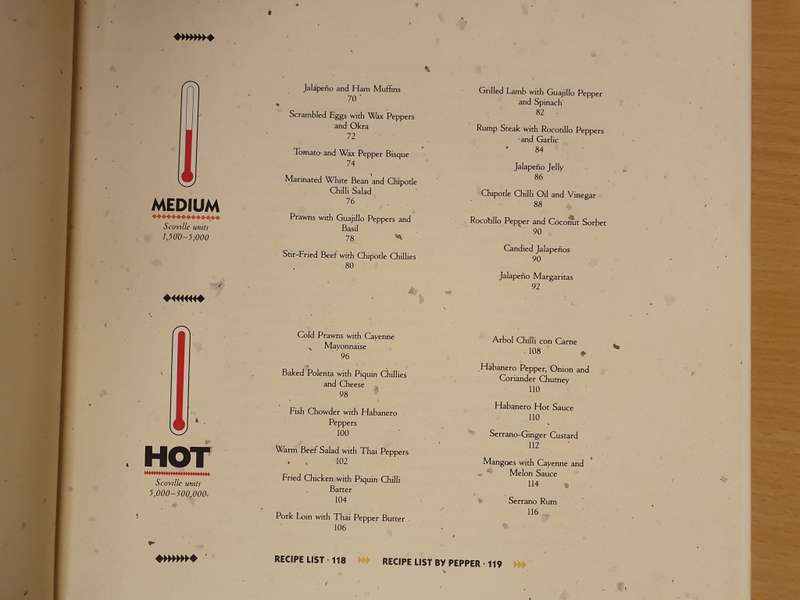 MEDIUM
Scoville units
1,500–5,000
Jalapeño and Ham Muffins
70
Scrambled Eggs with Wax Peppers
and Okra
72
Tomato and Wax Pepper Bisque
74
Marinated White Bean and Chipotle
Chilli Salad
76
Prawns with Guajillo Peppers and
Basil
78
Stir-Fried Beef with Chipotle Chillies
80
Grilled Lamb with Guajillo Pepper
and Spinach
82
Rump Steak with Rocotillo Peppers
and Garlic
84
Jalapeño Jelly
86
Chipotle Chilli Oil and Vinegar
88
Rocotillo Pepper and Coconut Sorbet
90
Candied Jalapeños
90
Jalapeño Margaritas
92
HOT
Scoville units
5,000–300,000
Cold Prawns with Cayenne
Mayonnaise
96
Baked Polenta with Piquin Chillies
and Cheese
98
Fish Chowder with Habanero
Peppers
100
Warm Beef Salad with Thai Peppers
102
Fried Chicken with Piquin Chilli
Batter
104
Pork Loin with Thai Pepper Butter
106
Arbol Chilli con Carne
108
Habanero Pepper, Onion and
Coriander Chutney
110
Habanero Hot Sauce
110
Serrano-Ginger Custard
112
Mangoes with Cayenne and
Melon Sauce
114
Serrano Rum
116
RECIPE LIST · 118 RECIPE LIST BY PEPPER · 119